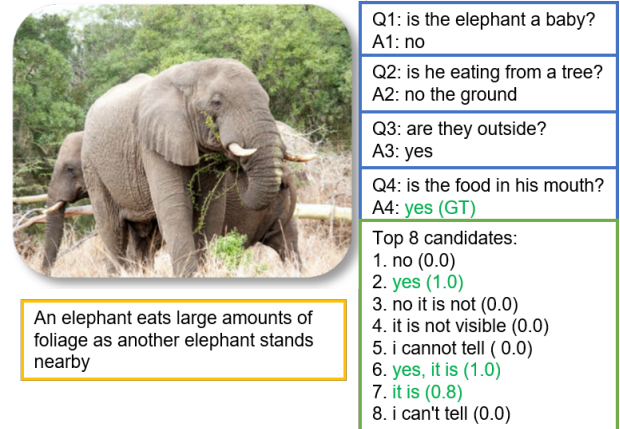 Q1: is the elephant a baby?
A1: no
Q2: is he eating from a tree?
A2: no the ground
Q3: are they outside?
A3: yes
Q4: is the food in his mouth?
A4: yes (GT)
Top 8 candidates:
1. no (0.0)
2. yes (1.0)
3. no it is not (0.0)
4. it is not visible (0.0)
5. i cannot tell ( 0.0)
6. yes, it is (1.0)
7. it is (0.8)
8. i can't tell (0.0)
An elephant eats large amounts of
foliage as another elephant stands
nearby